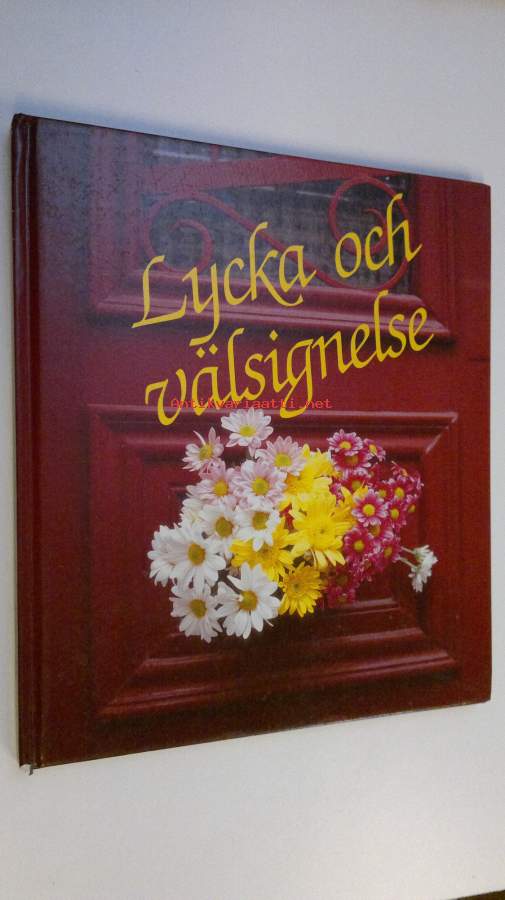 Lycka och
välsignelse
Antikvariaatti.net